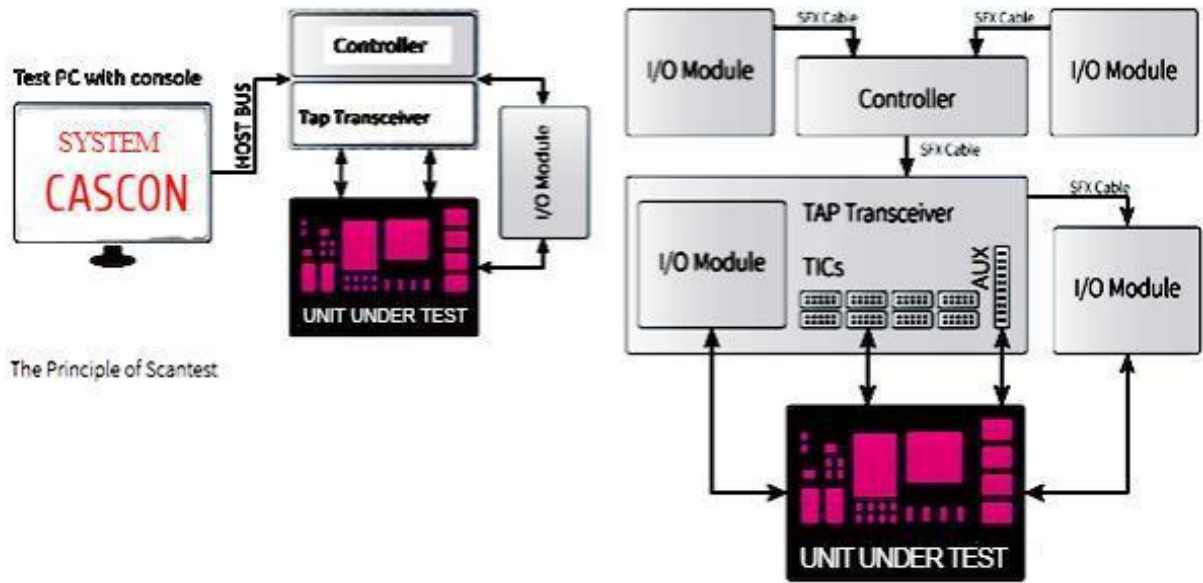 Test PC with console
SYSTEM
CASCON
HOST BUS
Controller
Tap Transceiver
I/O Module
UNIT UNDER TEST
The Principle of Scantest
I/O Module
SFX Cable
Controller
SFX Cable
I/O Module
SFX Cable
TAP Transceiver
I/O Module
TICs
AUX
SFX Cable
I/O Module
UNIT UNDER TEST